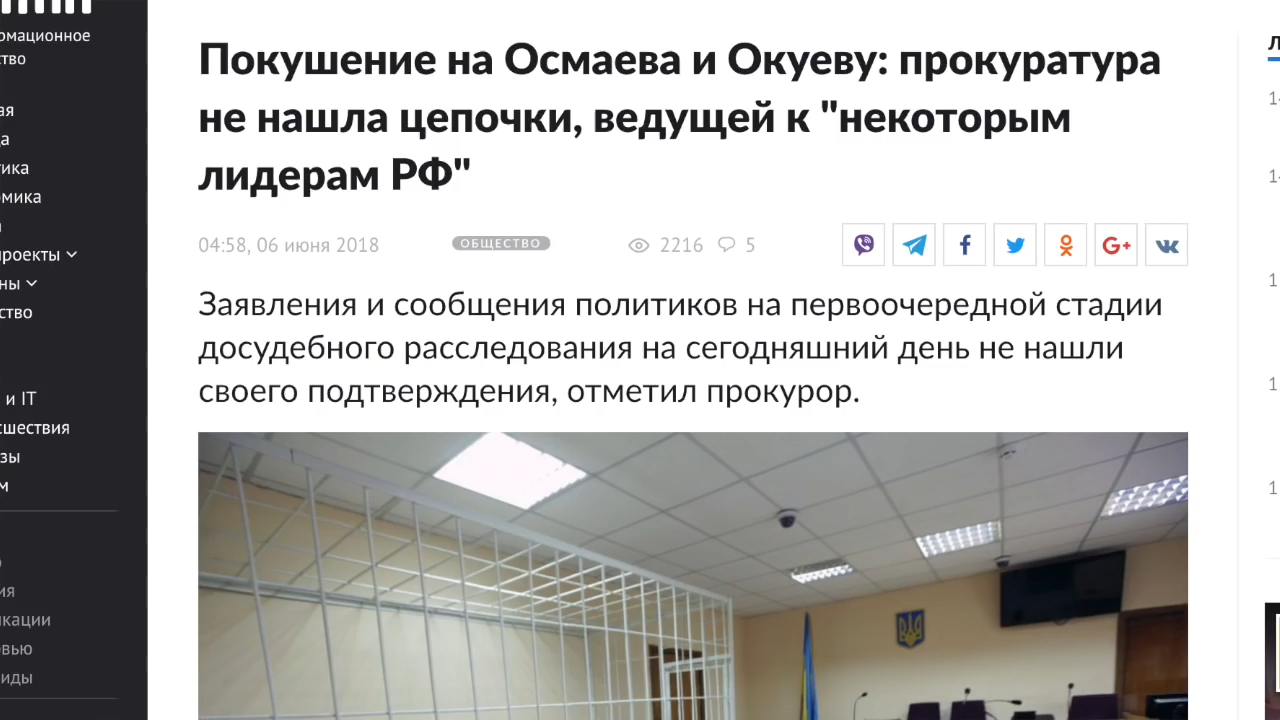 Покушение на Осмаева и Окуеву: прокуратура
не нашла цепочки, ведущей к "некоторым
лидерам РФ"
04:58, 06 июня 2018
ОБЩЕСТВО
2216
5
G+
Заявления и сообщения политиков на первоочередной стадии
досудебного расследования на сегодняшний день не нашли
своего подтверждения, отметил прокурор.
и IT